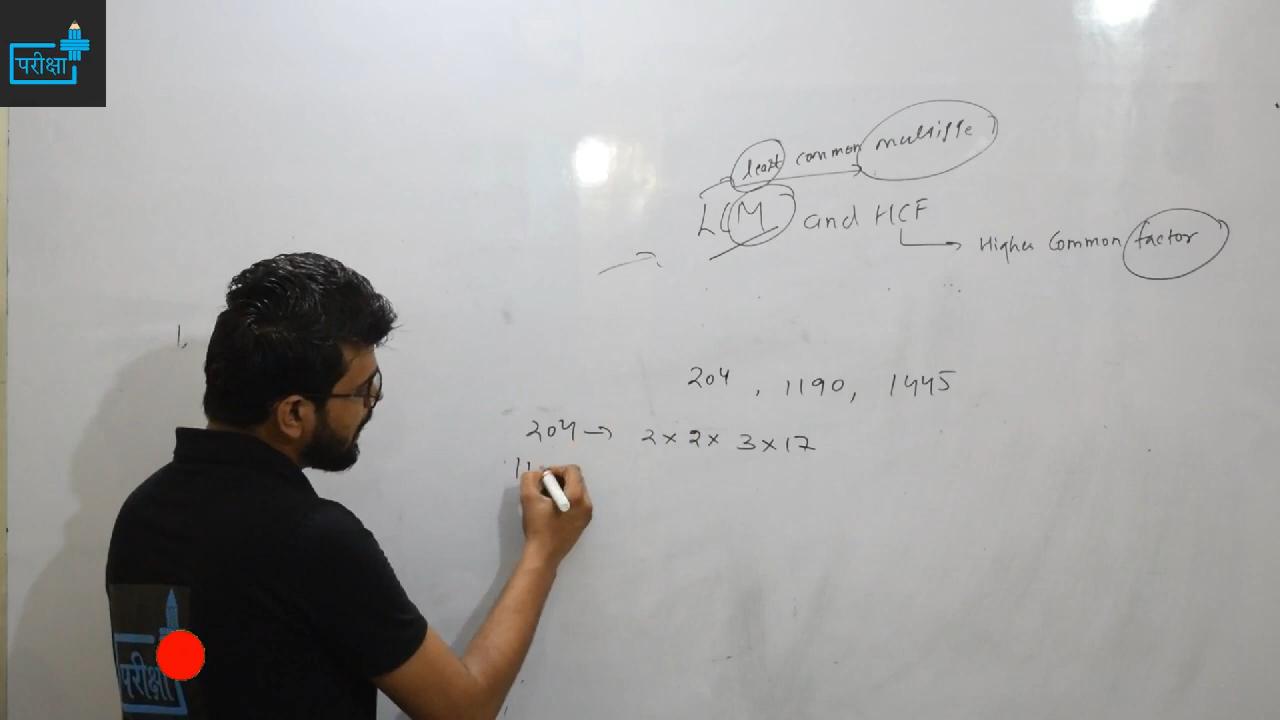 परीक्षा
least common multiple
LCM and HCF
Higher Common factor
204 , 1190, 1445
204 → 2 × 2 × 3 × 17
11
परीक्षा